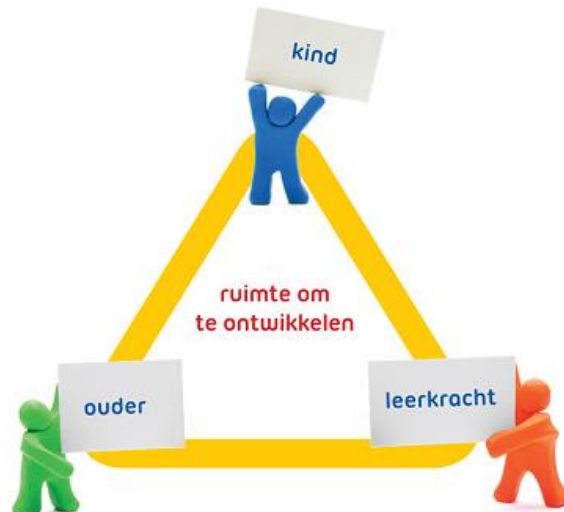 kind
ruimte om
te ontwikkelen
ouder
leerkracht